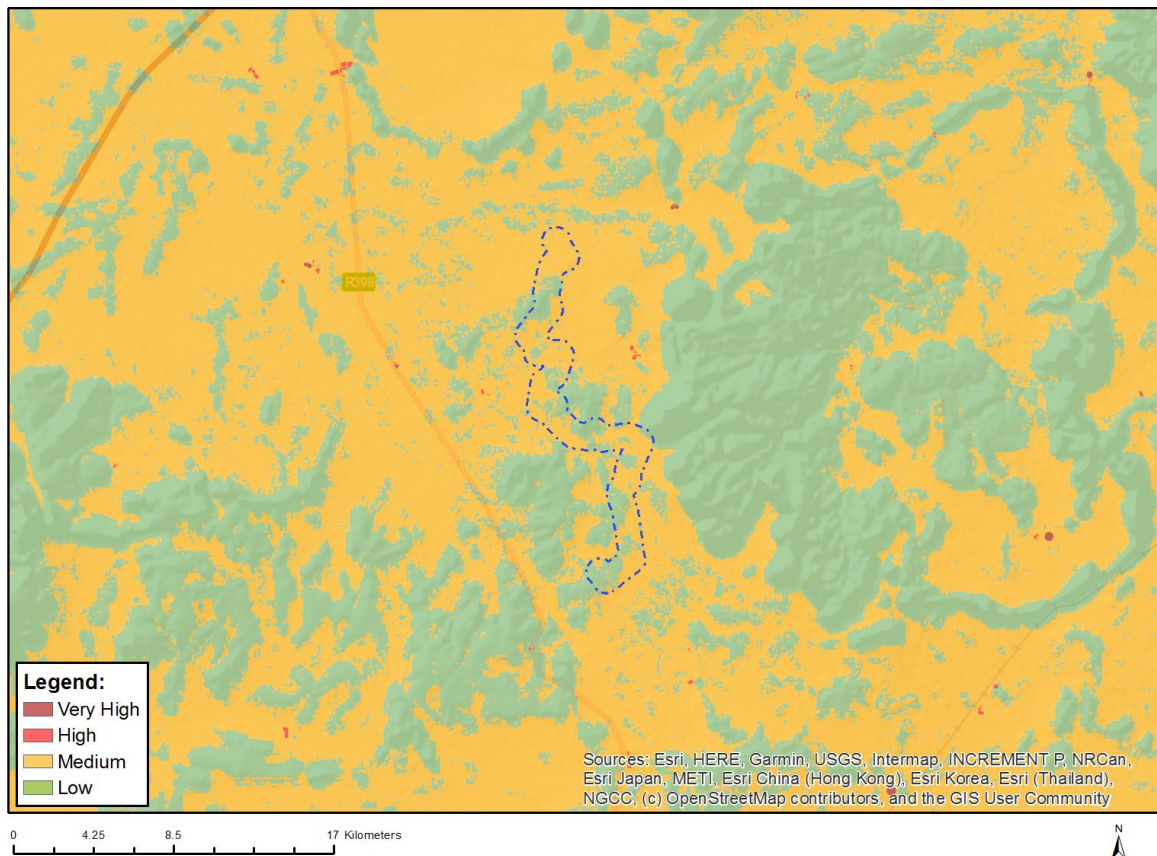 R398
Legend:
Very High
High
Medium
Low
Sources: Esri, HERE, Garmin, USGS, Intermap, INCREMENT P, NRCan,
Esri Japan, METI, Esri China (Hong Kong), Esri Korea, Esri (Thailand),
NGCC, (c) OpenStreetMap contributors, and the GIS User Community
0 4.25 8.5 17 Kilometers
N